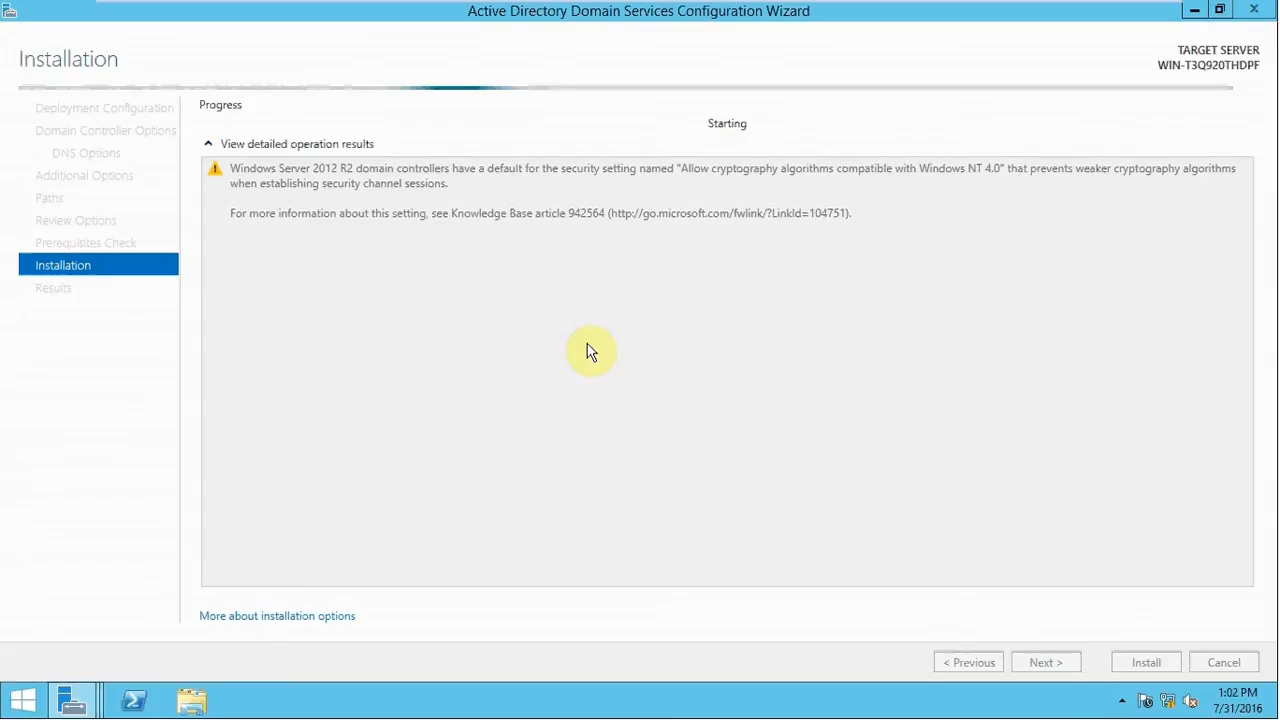 Active Directory Domain Services Configuration Wizard
Installation
TARGET SERVER
WIN-T3Q920THDPF
Deployment Configuration
Domain Controller Options
DNS Options
Additional Options
Paths
Review Options
Prerequisites Check
Installation
Results
Progress
Starting
View detailed operation results
Windows Server 2012 R2 domain controllers have a default for the security setting named "Allow cryptography algorithms compatible with Windows NT 4.0" that prevents weaker cryptography algorithms
when establishing security channel sessions.
For more information about this setting, see Knowledge Base article 942564 (http://go.microsoft.com/fwlink/?LinkId=104751).
More about installation options
< Previous
Next >
Install
Cancel
1:02 PM
7/31/2016